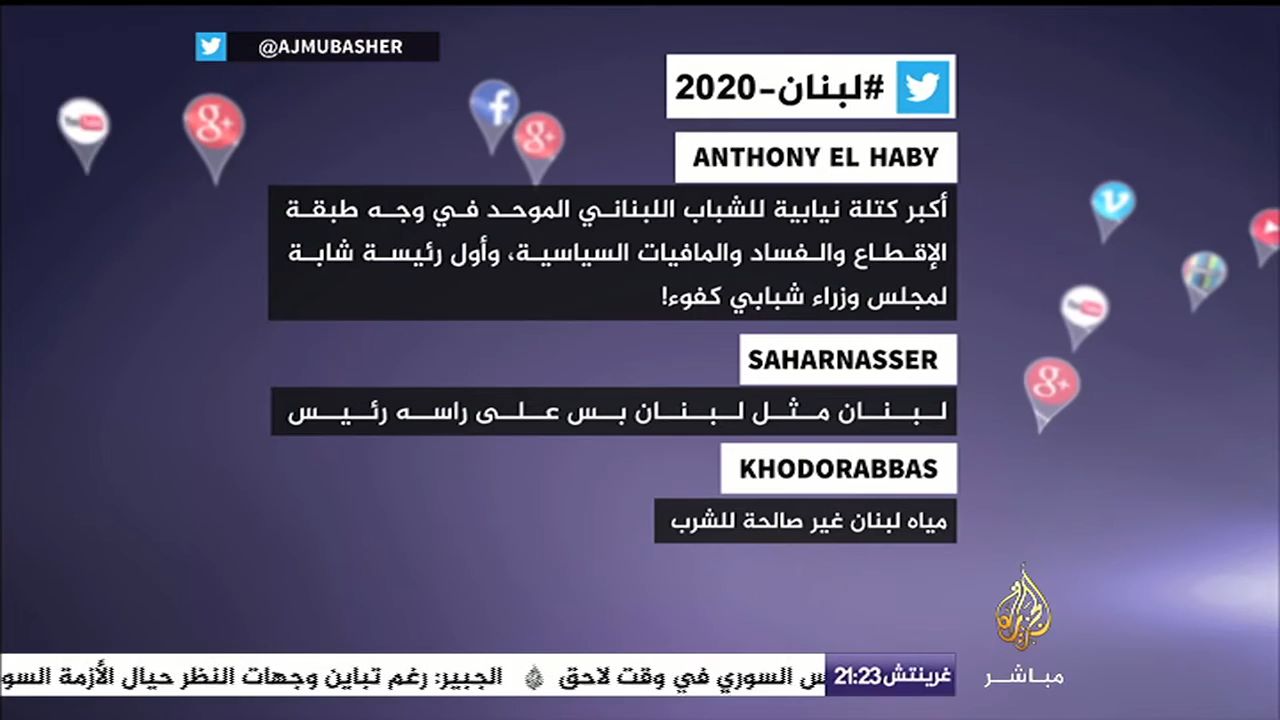 @AJMUBASHER
#لبنان-2020
ANTHONY EL HABY
أكبر كتلة نيابية للشباب اللبناني الموحد في وجه طبقة
الإقطاع والفساد والمافيات السياسية، وأول رئيسة شابة
لمجلس وزراء شبابي كفوء!
SAHARNASSER
لبنان مثل لبنان بس على راسه رئيس
KHODORABBAS
مياه لبنان غير صالحة للشرب
الجزيرة
مباشر
غرينتش 21:23
السوري في وقت لاحق
الجبير: رغم تباين وجهات النظر حيال الأزمة